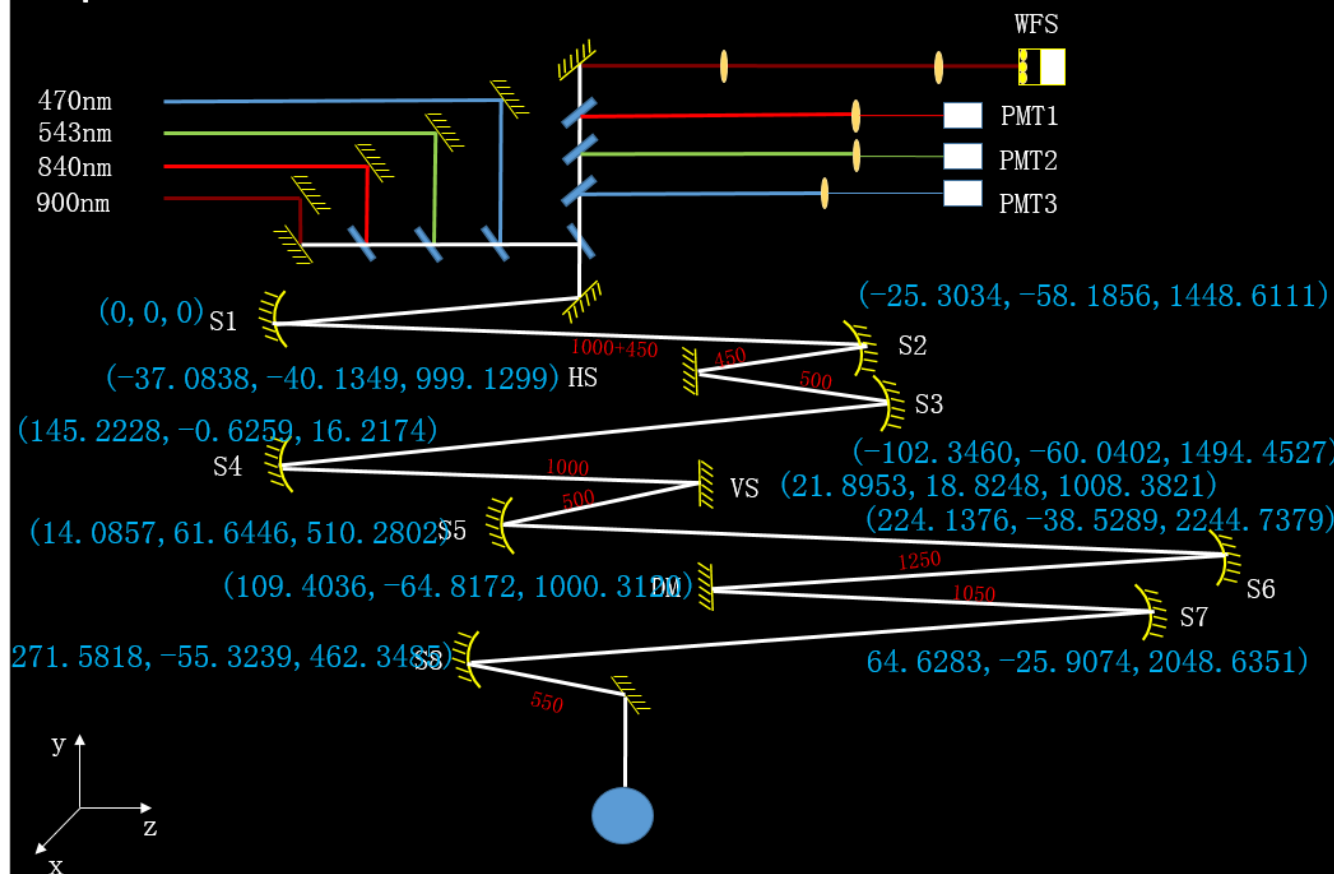 WFS
470nm
543nm
840nm
900nm
PMT1
PMT2
PMT3
(0, 0, 0) S1
(-25.3034, -58.1856, 1448.6111)
S2
1000+450
450
(-37.0838, -40.1349, 999.1299) HS
500
S3
(145.2228, -0.6259, 16.2174)
S4
(-102.3460, -60.0402, 1494.4527)
1000
VS (21.8953, 18.8248, 1008.3821)
500
(14.0857, 61.6446, 510.2802) S5
(224.1376, -38.5289, 2244.7379)
1250
S6
(109.4036, -64.8172, 1000.312 DM
1050
S7
271.5818, -55.3239, 462.348 S8
64.6283, -25.9074, 2048.6351)
550
y
z
x